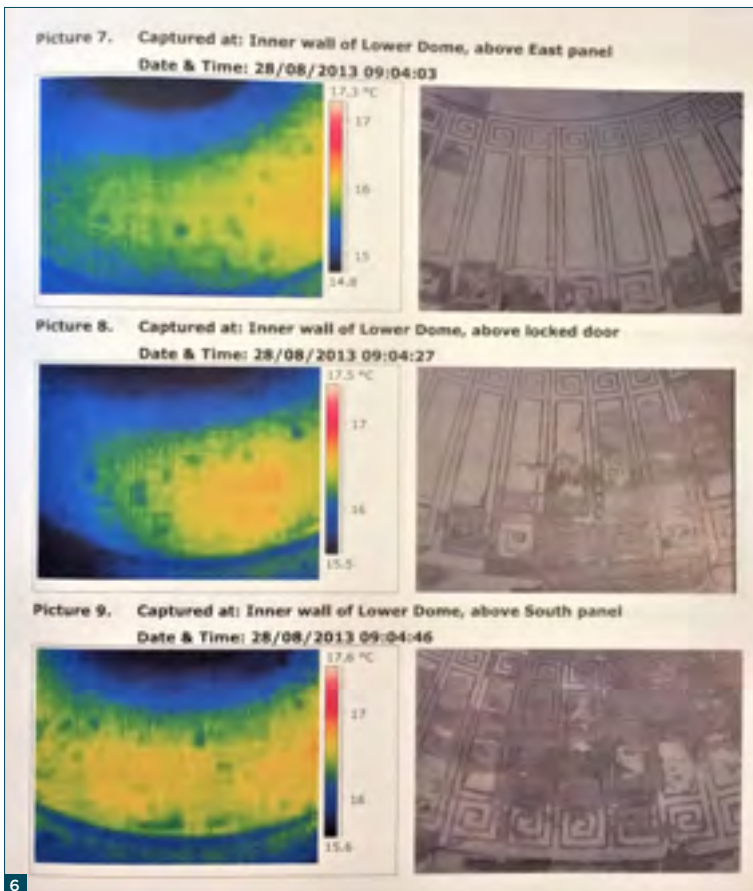 Picture 7. Captured at: Inner wall of Lower Dome, above East panel
Date & Time: 28/08/2013 09:04:03
17.3 °C
17
16
15
14.8
Picture 8. Captured at: Inner wall of Lower Dome, above locked door
Date & Time: 28/08/2013 09:04:27
17.5 °C
17
16
15.5
Picture 9. Captured at: Inner wall of Lower Dome, above South panel
Date & Time: 28/08/2013 09:04:46
17.6 °C
17
16
15.6
6